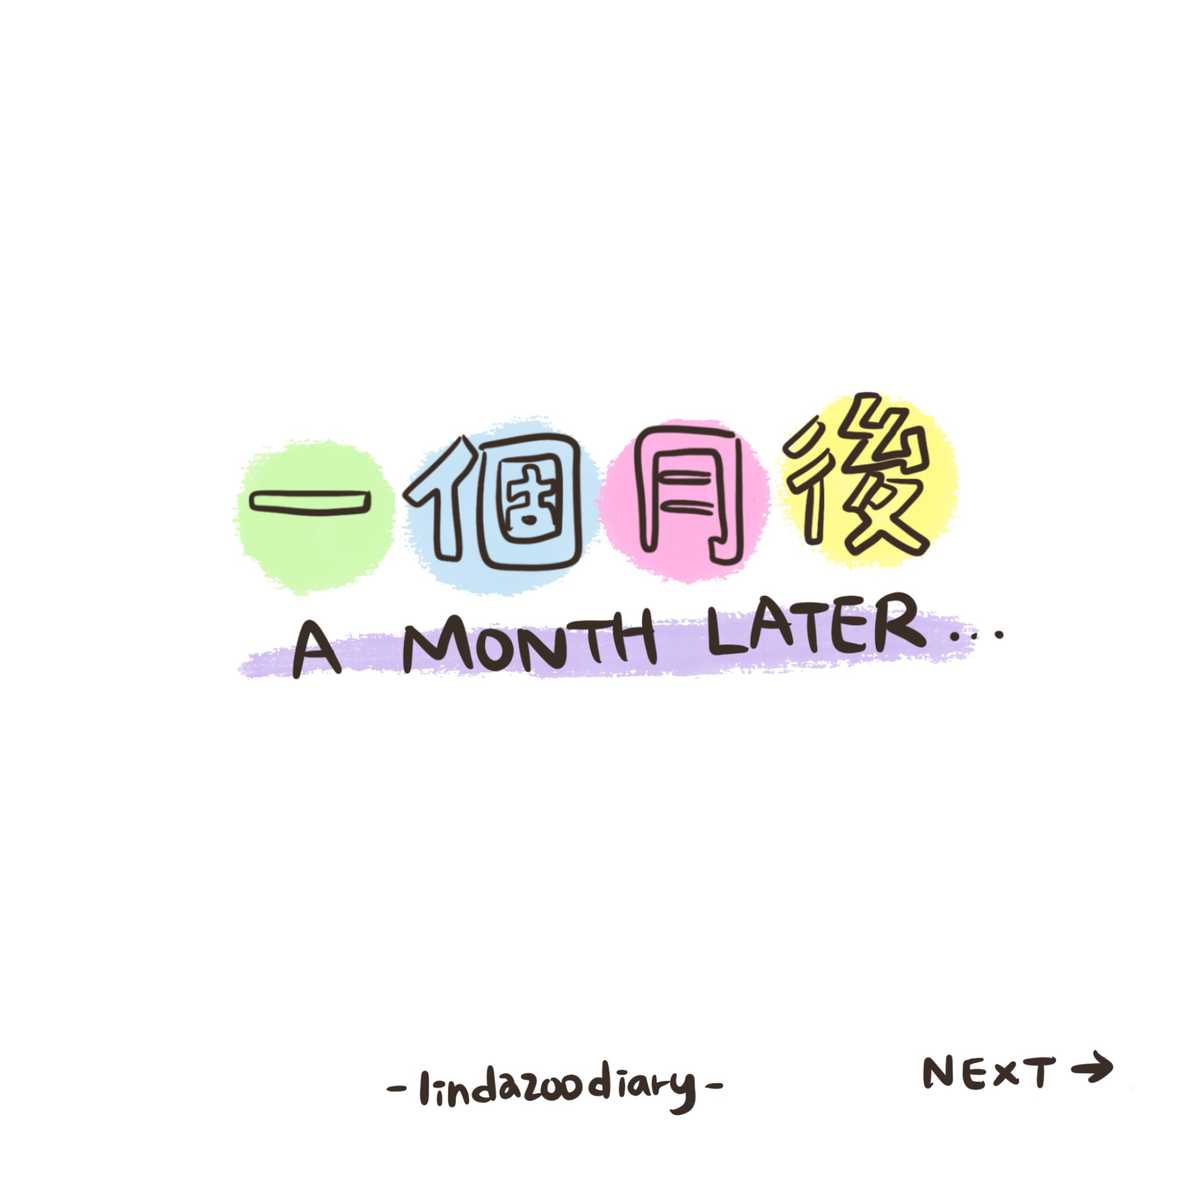 一個月後
A MONTH LATER...
-lindazoodiary-
NEXT →